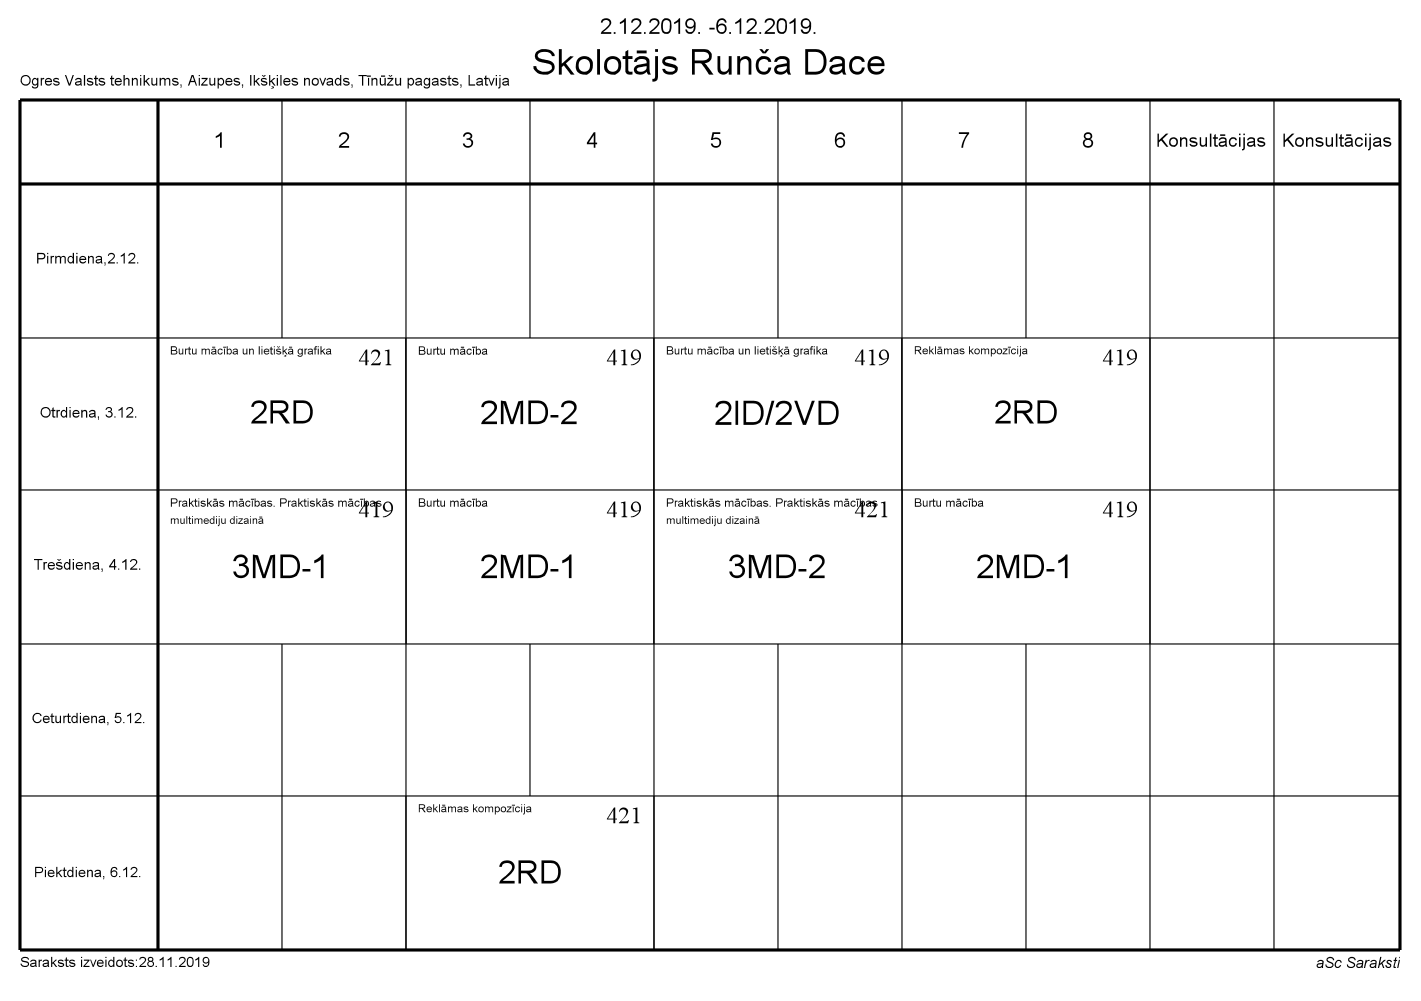 2.12.2019. -6.12.2019.
Skolotājs Runča Dace
Ogres Valsts tehnikums, Aizupes, Ikšķiles novads, Tīnūžu pagasts, Latvija
1 2 3 4 5 6 7 8 Konsultācijas Konsultācijas
Pirmdiena,2.12.
Burtu mācība un lietišķā grafika 421 Burtu mācība 419 Burtu mācība un lietišķā grafika 419 Reklāmas kompozīcija 419
Otrdiena, 3.12. 2RD 2MD-2 2ID/2VD 2RD
Praktiskās mācības. Praktiskās mācības 419 Burtu mācība 419 Praktiskās mācības. Praktiskās mācības 421 Burtu mācība 419
multimediju dizainā multimediju dizainā
Trešdiena, 4.12. 3MD-1 2MD-1 3MD-2 2MD-1
Ceturtdiena, 5.12.
Reklāmas kompozīcija 421
Piektdiena, 6.12. 2RD
Saraksts izveidots:28.11.2019 aSc Saraksti